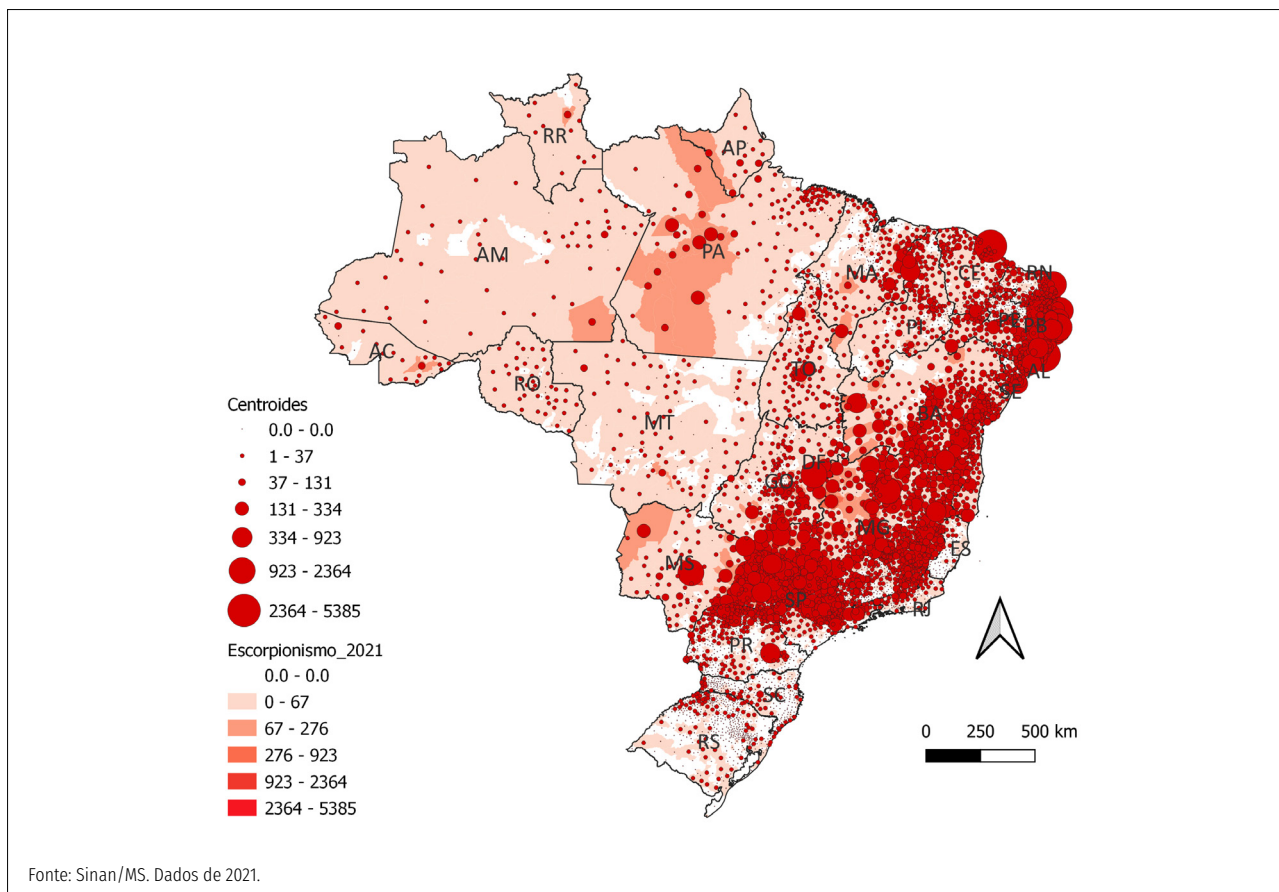 RR
AP
AM
PA
MA
CE
RN
PI
PE
PB
AC
AL
TO
SE
RO
BA
MT
DF
GO
MG
ES
MS
SP
RJ
PR
SC
RS
Centroides
0.0 - 0.0
1 - 37
37 - 131
131 - 334
334 - 923
923 - 2364
2364 - 5385
Escorpionismo_2021
0.0 - 0.0
0 - 67
67 - 276
276 - 923
923 - 2364
2364 - 5385
0 250 500 km
Fonte: Sinan/MS. Dados de 2021.